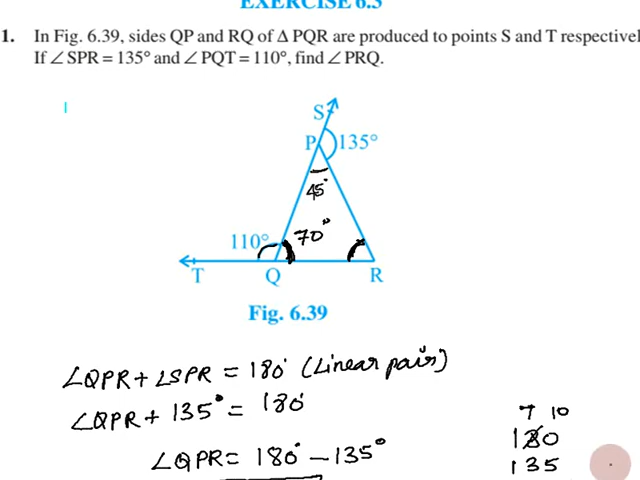 EXERCISE 6.3
1. In Fig. 6.39, sides QP and RQ of Δ PQR are produced to points S and T respectivel
If ∠ SPR = 135° and ∠ PQT = 110°, find ∠ PRQ.
S
P 135°
45°
110° 70°
T Q R
Fig. 6.39
∠QPR + ∠SPR = 180° (Linear pair)
∠QPR + 135° = 180°
7 10
∠QPR = 180° - 135°
180
135